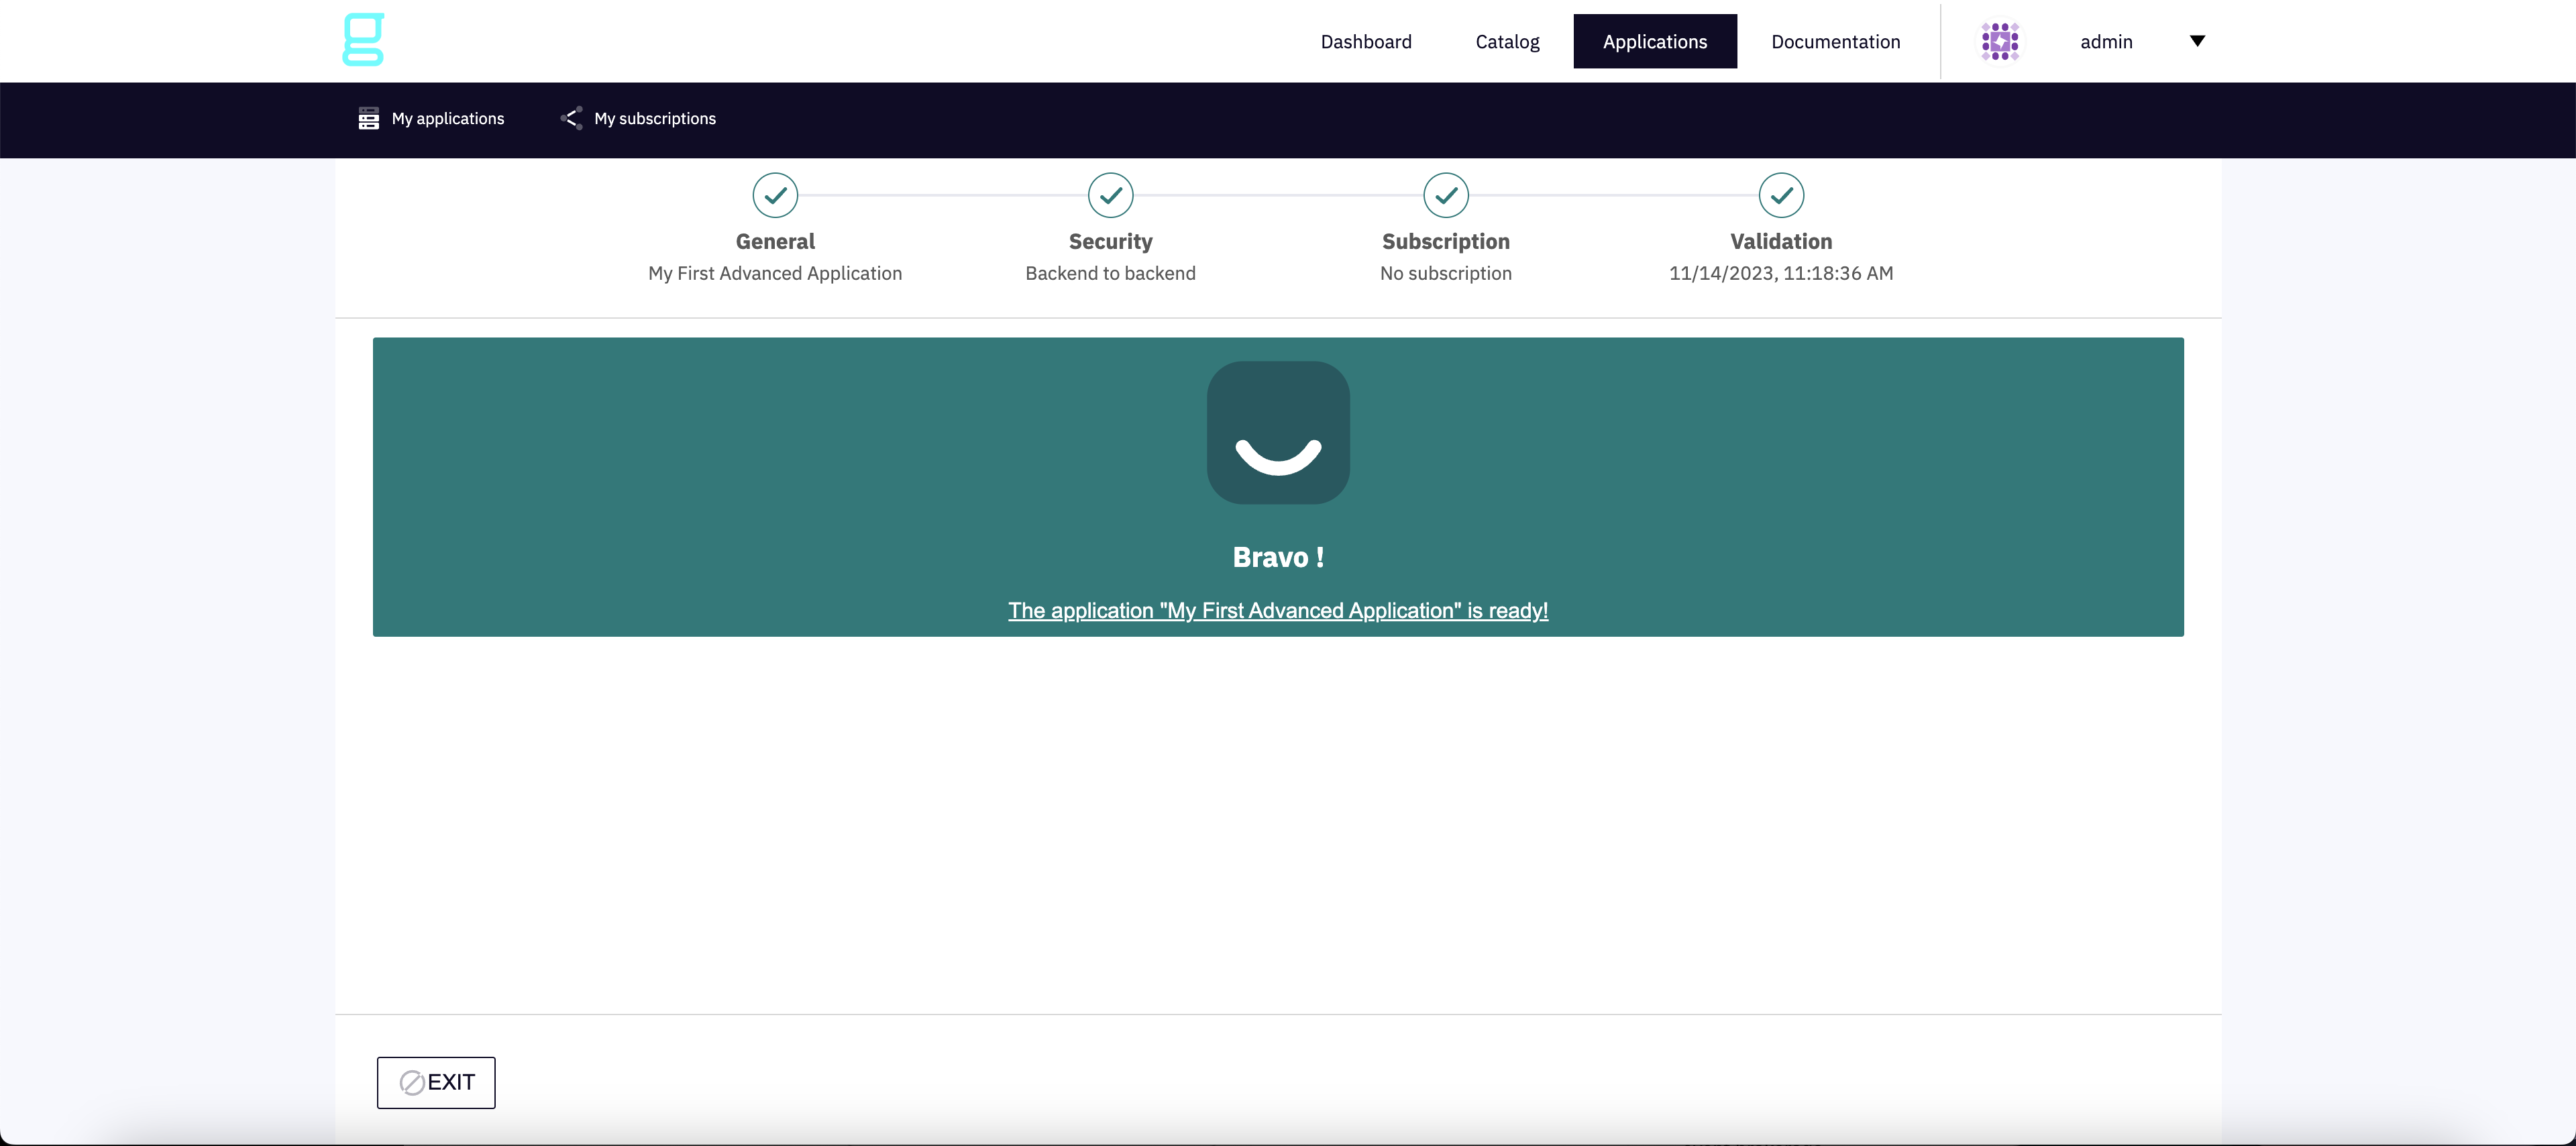 g
Dashboard Catalog Applications Documentation admin
My applications My subscriptions
General Security Subscription Validation
My First Advanced Application Backend to backend No subscription 11/14/2023, 11:18:36 AM
Bravo !
The application "My First Advanced Application" is ready!
EXIT